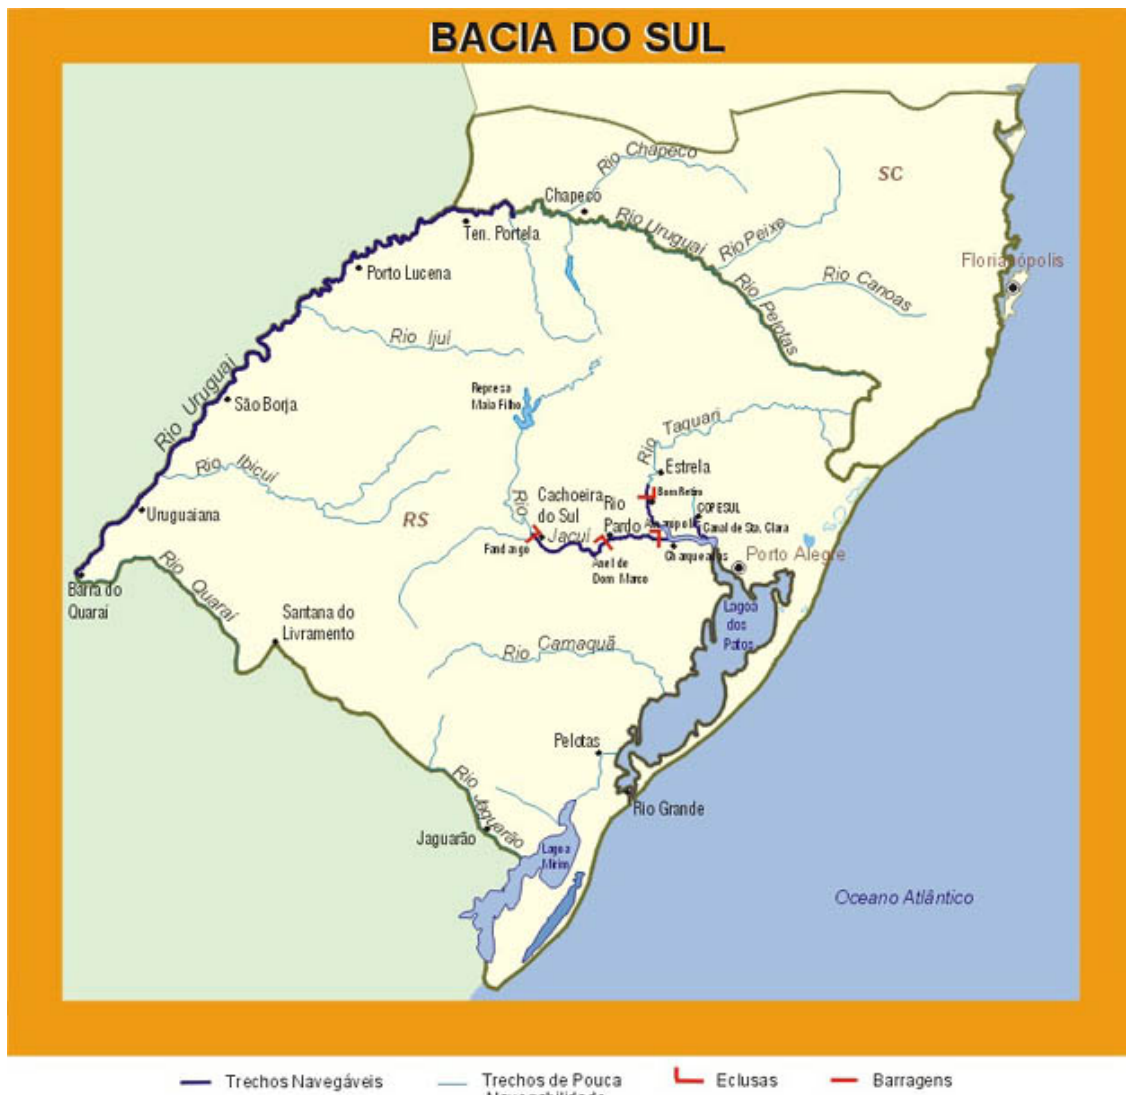 BACIA DO SUL
Rio Chapecó
SC
Chapecó
Rio Uruguai
Rio Peixe
Ten. Portela
Florianópolis
Porto Lucena
Rio Canoas
Rio Pelotas
Rio Ijuí
Rio Uruguai
Represa
Maia Filho
São Borja
Rio Taquari
Rio Ibicuí
Estrela
Bom Retiro
Uruguaiana
RS
Rio
Jacuí
Cachoeira
do Sul
Rio
Pardo
COPESUL
Canal de Sta. Clara
Fandango
Charqueadas
Porto Alegre
Anel de
Dom Marco
Barra do
Quaraí
Rio Quaraí
Santana do
Livramento
Lagoa
dos
Patos
Rio Camaquã
Pelotas
Rio Grande
Rio Jaguarão
Jaguarão
Lagoa
Mirim
Oceano Atlântico
Trechos Navegáveis
Trechos de Pouca
Navegabilidade
Eclusas
Barragens